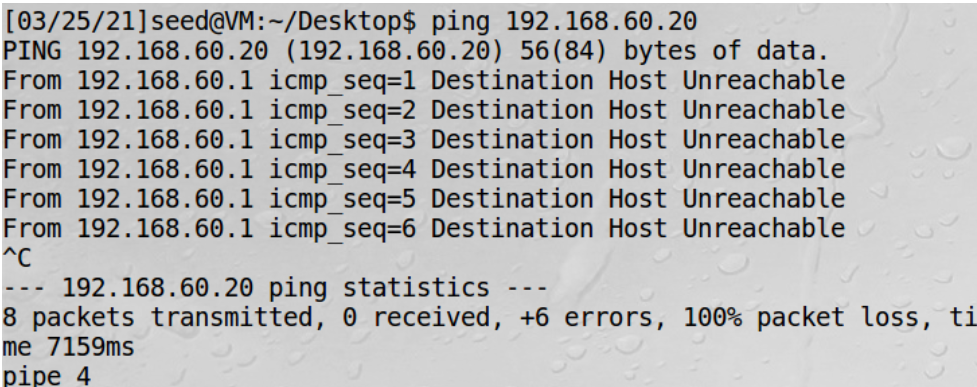 [03/25/21]seed@VM:~/Desktop$ ping 192.168.60.20
PING 192.168.60.20 (192.168.60.20) 56(84) bytes of data.
From 192.168.60.1 icmp_seq=1 Destination Host Unreachable
From 192.168.60.1 icmp_seq=2 Destination Host Unreachable
From 192.168.60.1 icmp_seq=3 Destination Host Unreachable
From 192.168.60.1 icmp_seq=4 Destination Host Unreachable
From 192.168.60.1 icmp_seq=5 Destination Host Unreachable
From 192.168.60.1 icmp_seq=6 Destination Host Unreachable
^C
--- 192.168.60.20 ping statistics ---
8 packets transmitted, 0 received, +6 errors, 100% packet loss, ti
me 7159ms
pipe 4